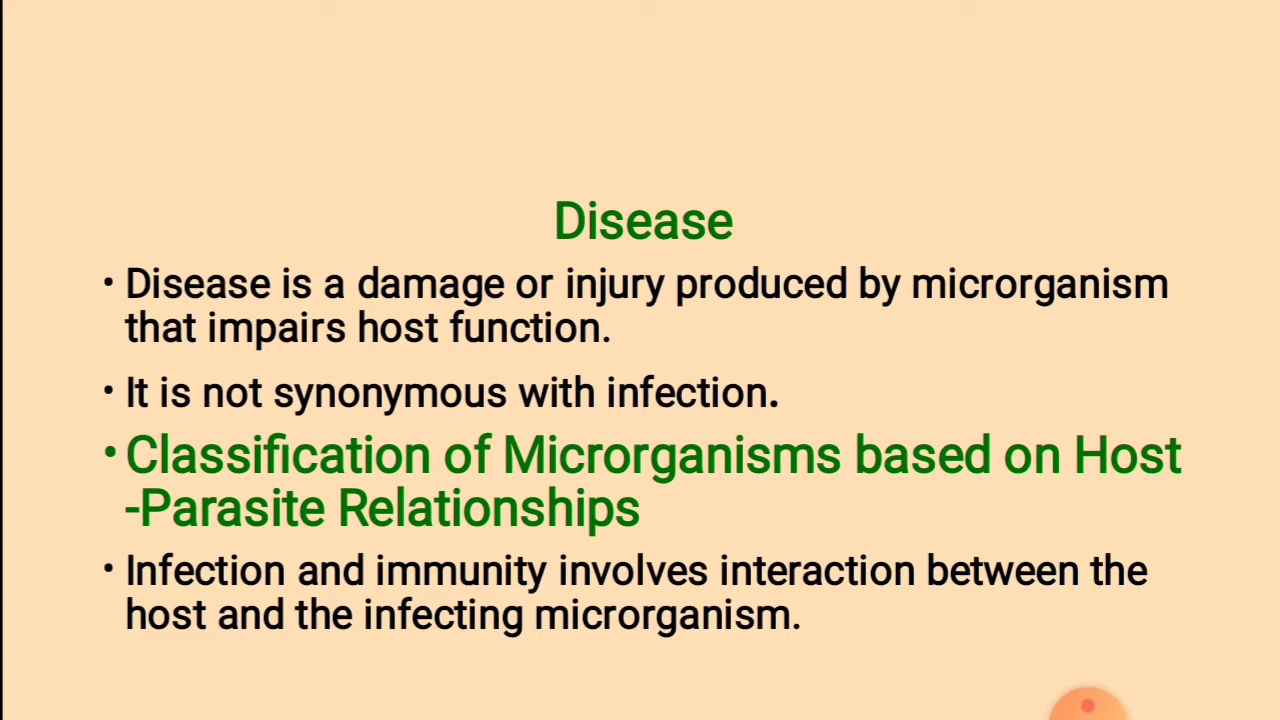 Disease
• Disease is a damage or injury produced by microrganism
that impairs host function.
• It is not synonymous with infection.
• Classification of Microrganisms based on Host
-Parasite Relationships
• Infection and immunity involves interaction between the
host and the infecting microrganism.